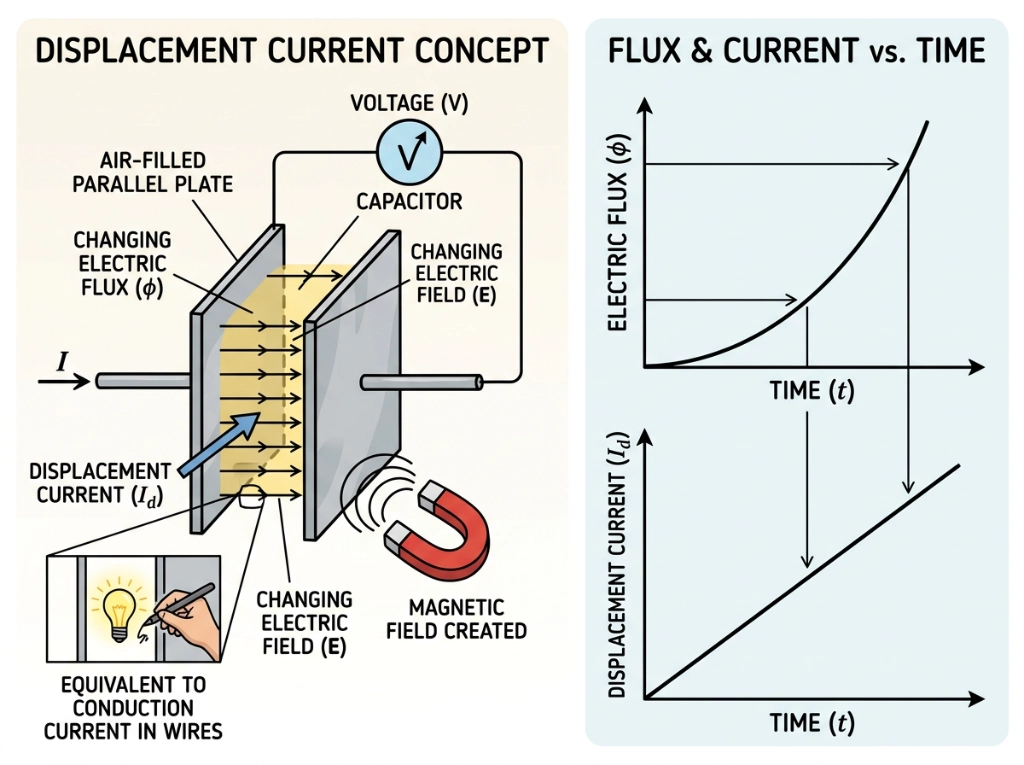 DISPLACEMENT CURRENT CONCEPT
VOLTAGE (V)
V
AIR-FILLED
PARALLEL PLATE
CAPACITOR
CHANGING
ELECTRIC
FLUX (ϕ)
CHANGING
ELECTRIC
FIELD (E)
I
DISPLACEMENT
CURRENT (I_d)
CHANGING
ELECTRIC
FIELD (E)
MAGNETIC
FIELD CREATED
EQUIVALENT TO
CONDUCTION
CURRENT IN WIRES
FLUX & CURRENT vs. TIME
ELECTRIC FLUX (ϕ)
TIME (t)
DISPLACEMENT CURRENT (I_d)
TIME (t)